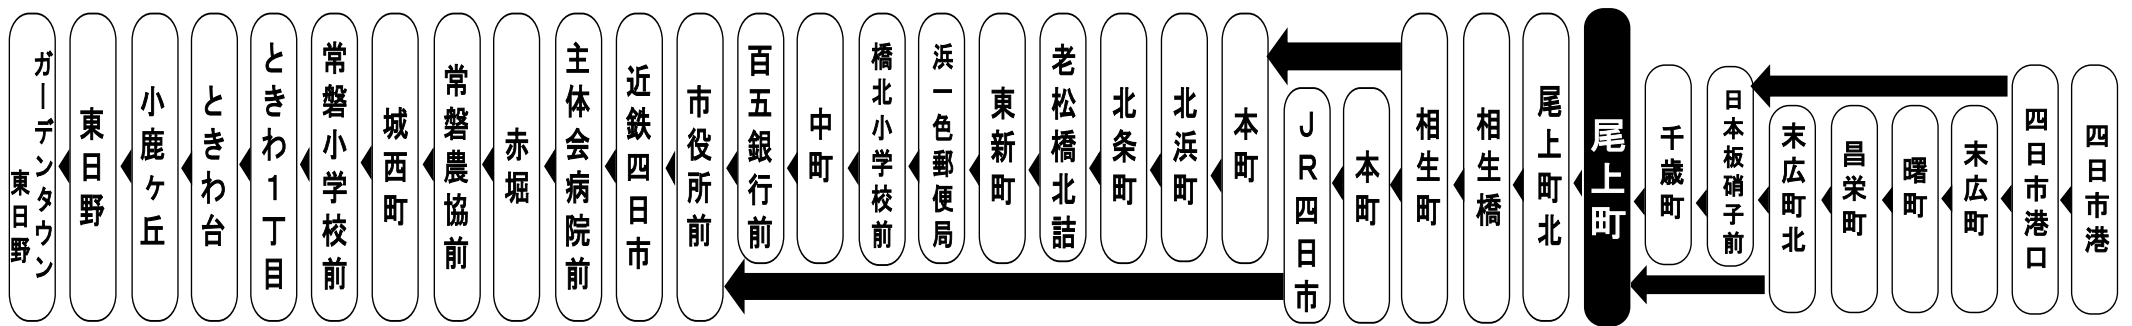 四日市港
四日市港口
末広町
曙町
昌栄町
末広町北
日本板硝子前
千歳町
尾上町
尾上町北
相生橋
相生町
本町
JR四日市
本町
北浜町
北条町
老松橋北詰
東新町
浜一色郵便局
橋北小学校前
中町
百五銀行前
市役所前
近鉄四日市
主体会病院前
赤堀
常磐農協前
城西町
常磐小学校前
ときわ1丁目
ときわ台
小鹿ヶ丘
東日野
ガーデンタウン
東日野